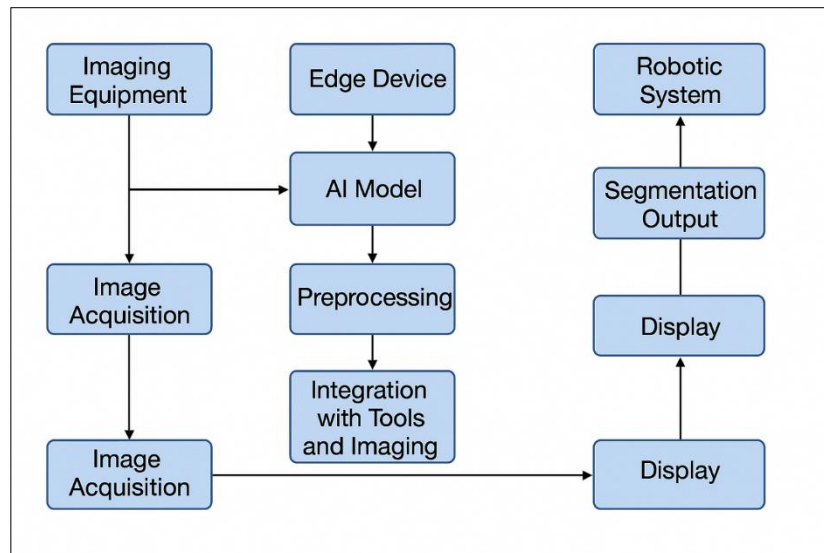 Imaging
Equipment
Edge Device
Robotic
System
AI Model
Segmentation
Output
Image
Acquisition
Preprocessing
Display
Integration
with Tools
and Imaging
Image
Acquisition
Display